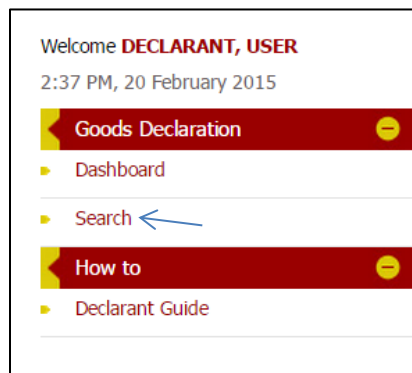 Welcome DECLARANT, USER
2:37 PM, 20 February 2015
Goods Declaration
Dashboard
Search
How to
Declarant Guide